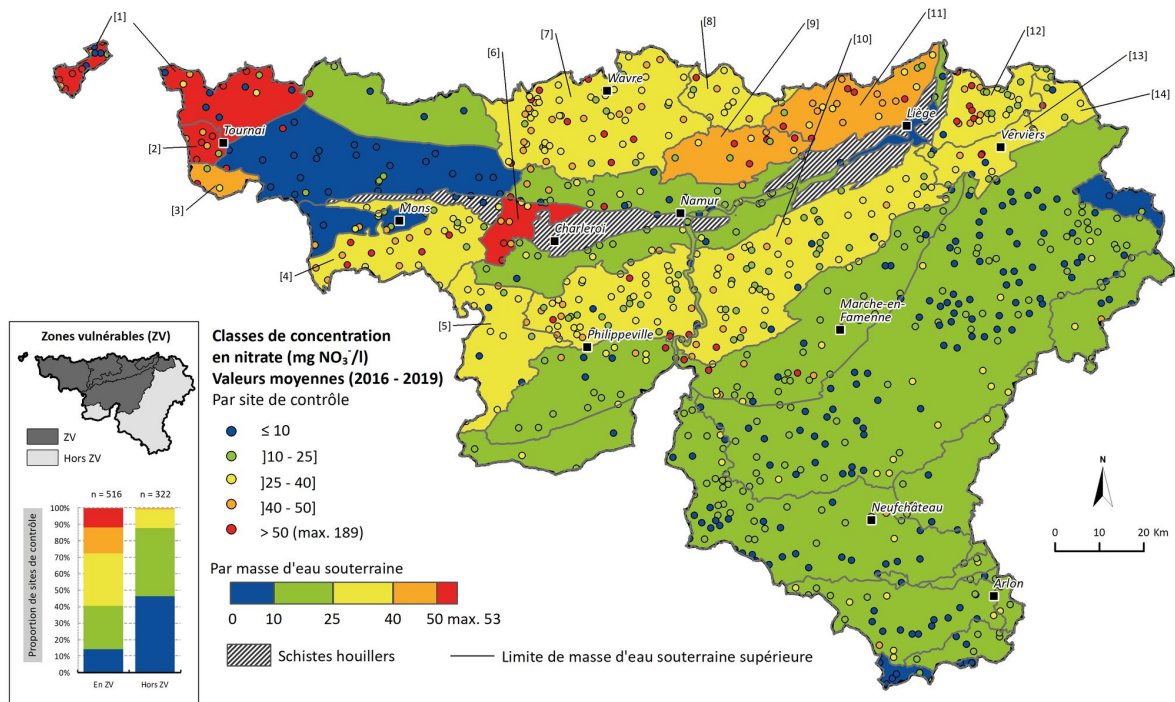 [1]
[2]
[3]
[4]
[5]
[6]
[7]
[8]
[9]
[10]
[11]
[12]
[13]
[14]
Wavre
Liège
Verviers
Tournai
Mons
Charleroi
Namur
Philippeville
Marche-en-
Famenne
Neufchâteau
Arlon
N
0 10 20 Km
Zones vulnérables (ZV)
ZV
Hors ZV
n = 516 n = 322
Proportion de sites de contrôle
100%
90%
80%
70%
60%
50%
40%
30%
20%
10%
0%
En ZV Hors ZV
Classes de concentration
en nitrate (mg NO₃⁻/l)
Valeurs moyennes (2016 - 2019)
Par site de contrôle
≤ 10
]10 - 25]
]25 - 40]
]40 - 50]
> 50 (max. 189)
Par masse d'eau souterraine
0 10 25 40 50 max. 53
Schistes houillers
Limite de masse d'eau souterraine supérieure